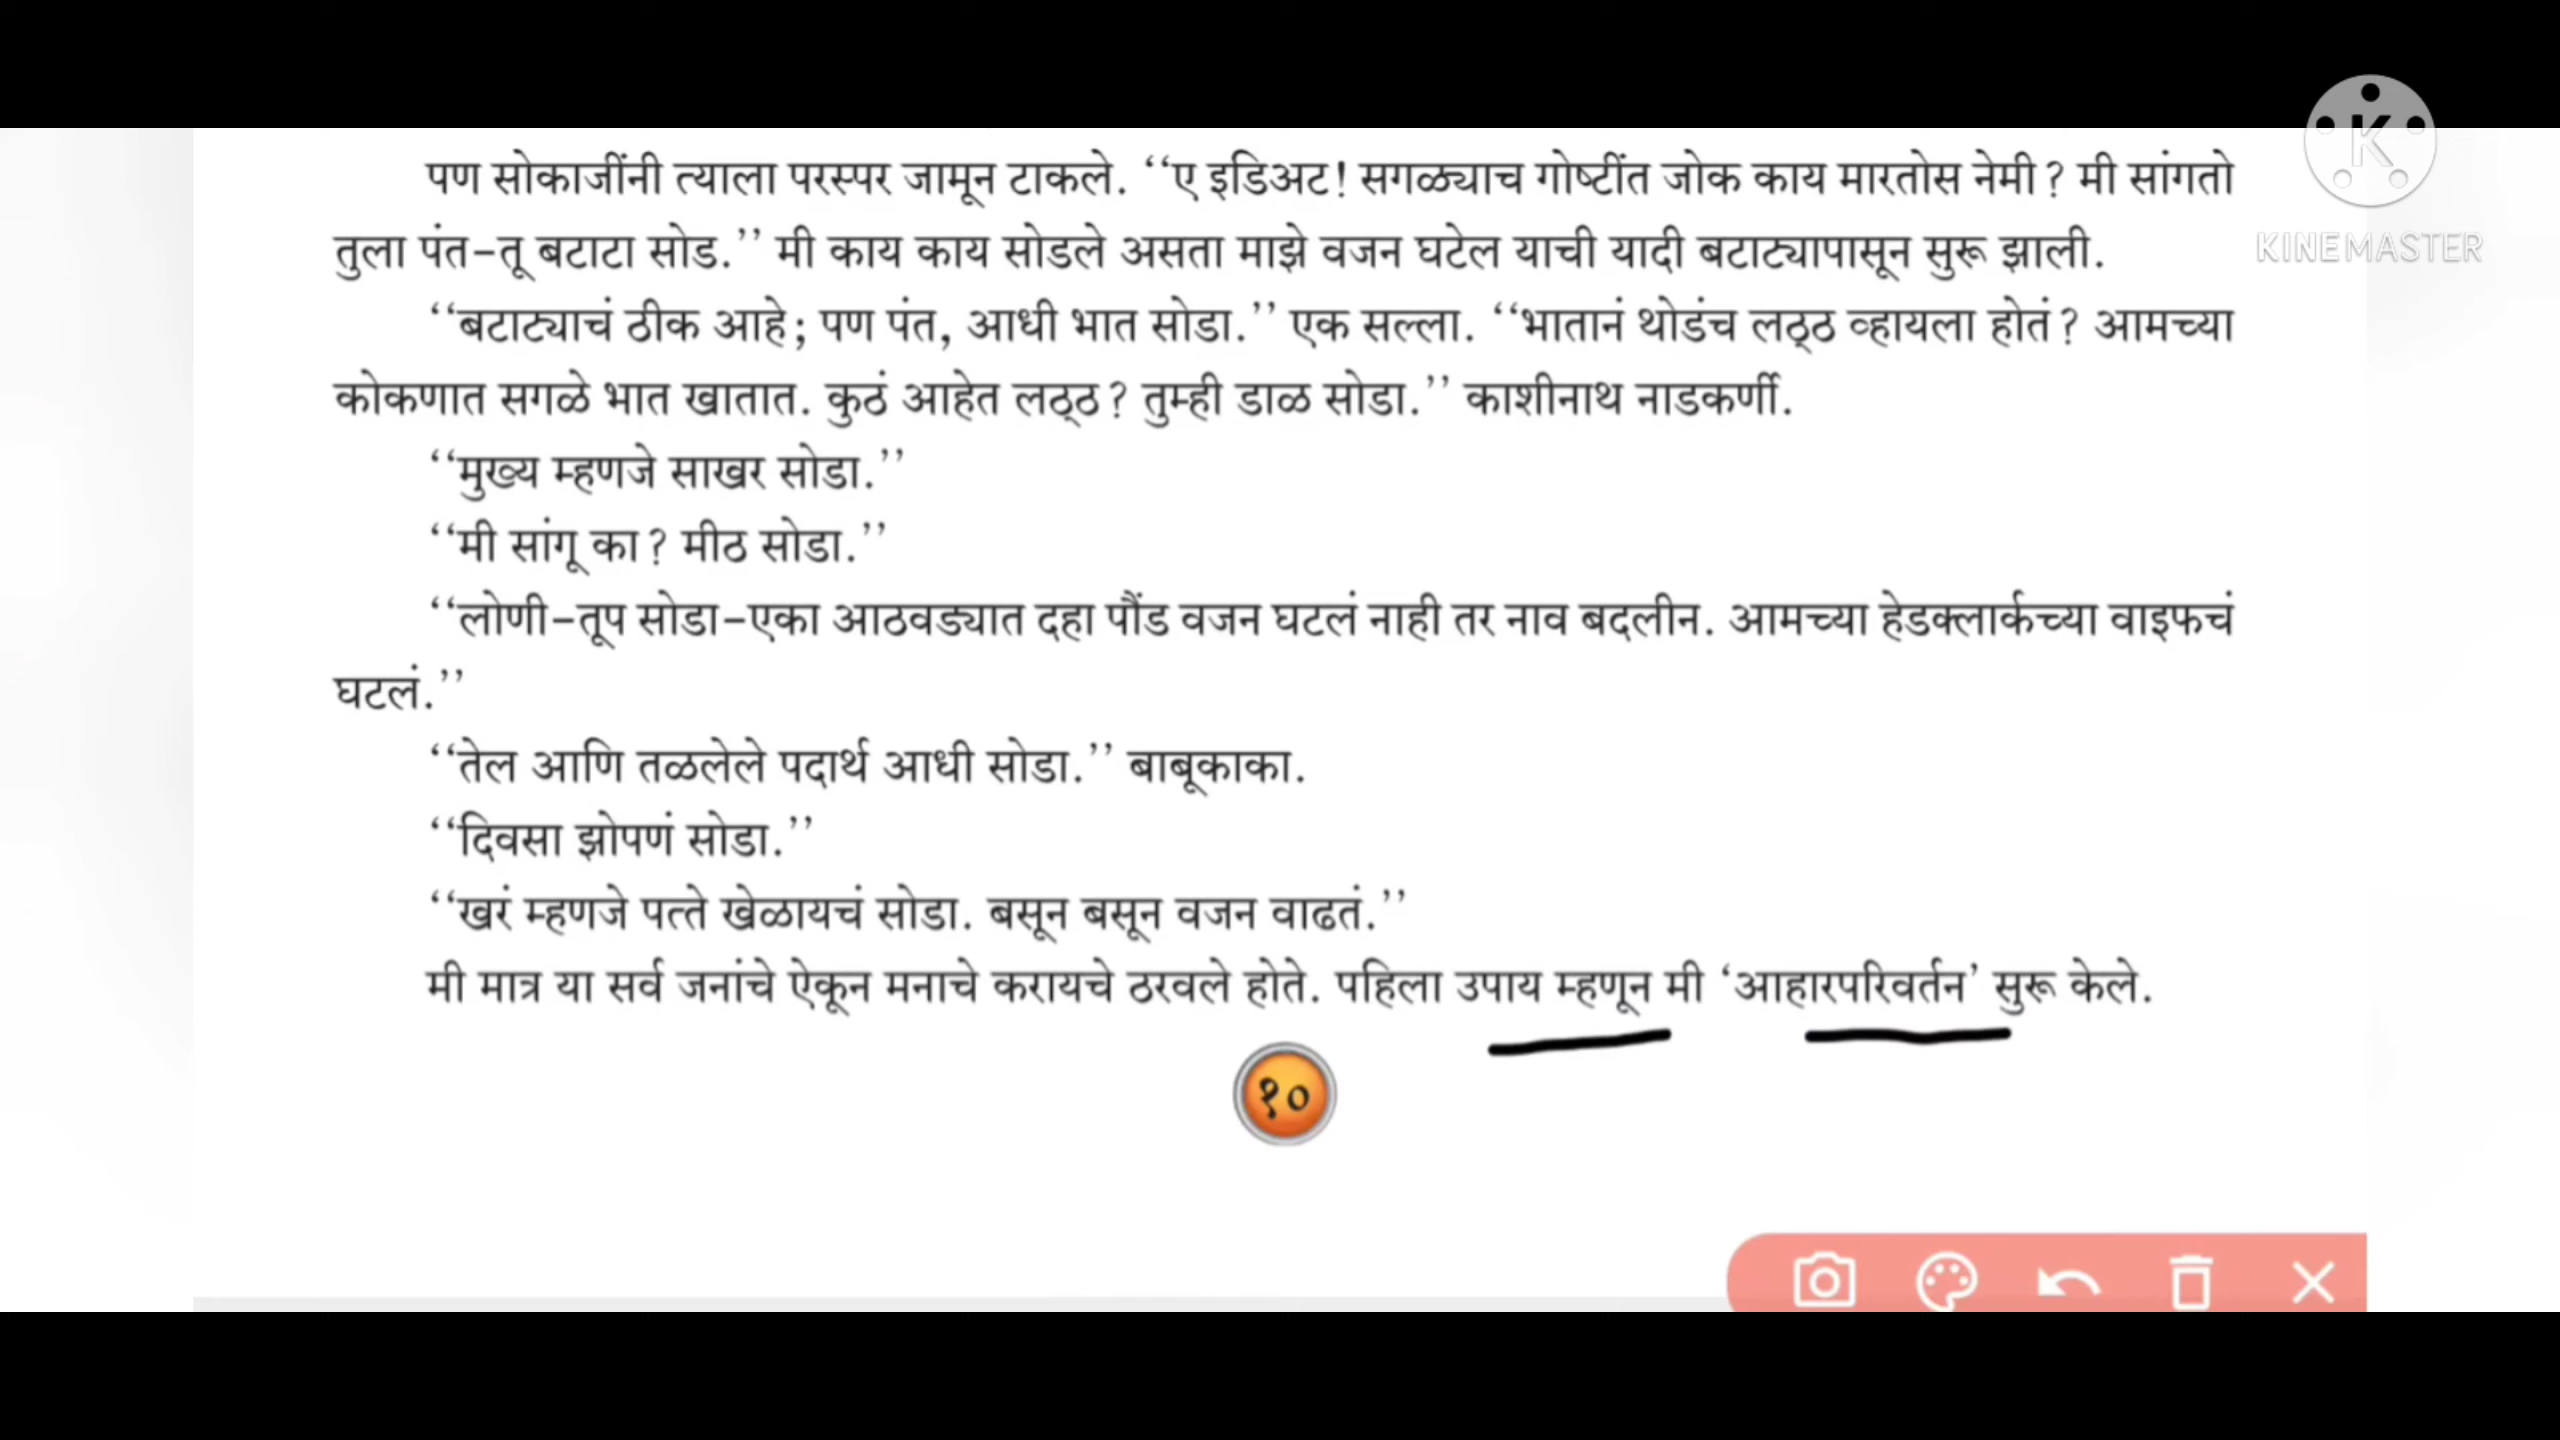 पण सोकाजींनी त्याला परस्पर जामून टाकले. ‘‘ए इडिअट! सगळ्याच गोष्टींत जोक काय मारतोस नेमी? मी सांगतो
तुला पंत-तू बटाटा सोड.’’ मी काय काय सोडले असता माझे वजन घटेल याची यादी बटाट्यापासून सुरू झाली.
‘‘बटाट्याचं ठीक आहे; पण पंत, आधी भात सोडा.’’ एक सल्ला. ‘‘भातानं थोडंच लठ्ठ व्हायला होतं? आमच्या
कोकणात सगळे भात खातात. कुठं आहेत लठ्ठ? तुम्ही डाळ सोडा.’’ काशीनाथ नाडकर्णी.
‘‘मुख्य म्हणजे साखर सोडा.’’
‘‘मी सांगू का? मीठ सोडा.’’
‘‘लोणी-तूप सोडा-एका आठवड्यात दहा पौंड वजन घटलं नाही तर नाव बदलीन. आमच्या हेडक्लार्कच्या वाइफचं
घटलं.’’
‘‘तेल आणि तळलेले पदार्थ आधी सोडा.’’ बाबूकाका.
‘‘दिवसा झोपणं सोडा.’’
‘‘खरं म्हणजे पत्ते खेळायचं सोडा. बसून बसून वजन वाढतं.’’
मी मात्र या सर्व जनांचे ऐकून मनाचे करायचे ठरवले होते. पहिला उपाय म्हणून मी ‘आहारपरिवर्तन’ सुरू केले.
१०
K
KINEMASTER